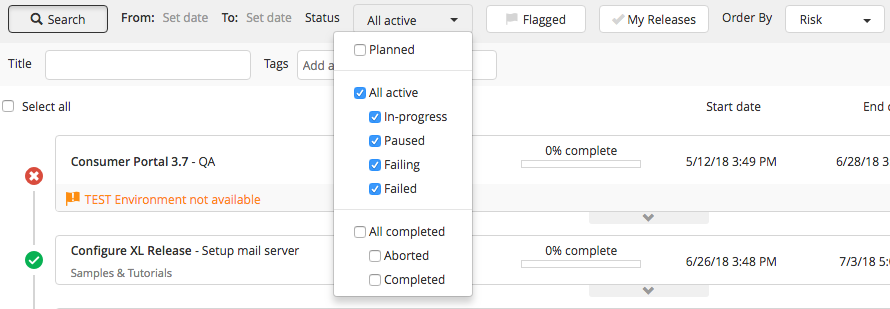 Search From: Set date To: Set date Status All active Flagged My Releases Order By Risk
Title Tags Add a
Planned
All active
In-progress
Paused
Failing
Failed
All completed
Aborted
Completed
Select all Start date End
Consumer Portal 3.7 - QA 0% complete 5/12/18 3:49 PM 6/28/18 3
TEST Environment not available
Configure XL Release - Setup mail server 0% complete 6/26/18 3:48 PM 7/3/18 5:
Samples & Tutorials